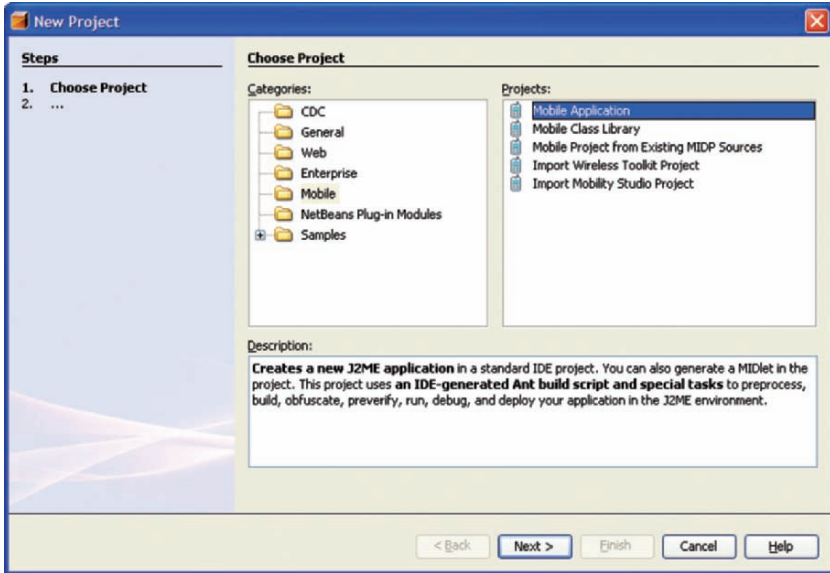 New Project
Steps
1. Choose Project
2. ...
Choose Project
Categories:
CDC
General
Web
Enterprise
Mobile
NetBeans Plug-in Modules
Samples
Projects:
Mobile Application
Mobile Class Library
Mobile Project from Existing MIDP Sources
Import Wireless Toolkit Project
Import Mobility Studio Project
Description:
Creates a new J2ME application in a standard IDE project. You can also generate a MIDlet in the
project. This project uses an IDE-generated Ant build script and special tasks to preprocess,
build, obfuscate, preverify, run, debug, and deploy your application in the J2ME environment.
< Back
Next >
Finish
Cancel
Help